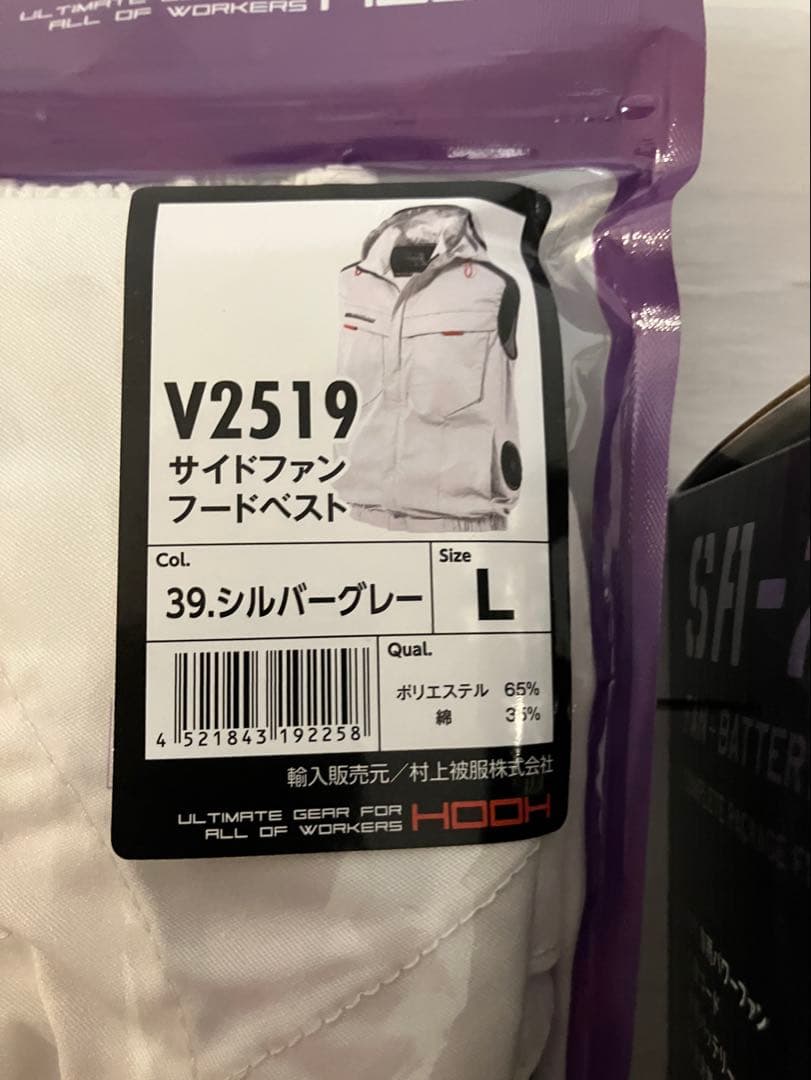 ULTIMATE
ALL OF WORKERS
V2519
サイドファン
フードベスト
Col.
39.シルバーグレー
Size
L
Qual.
ポリエステル 65%
綿 35%
4 521843 192258
輸入販売元／村上被服株式会社
ULTIMATE GEAR FOR
ALL OF WORKERS
HOOH
SA-